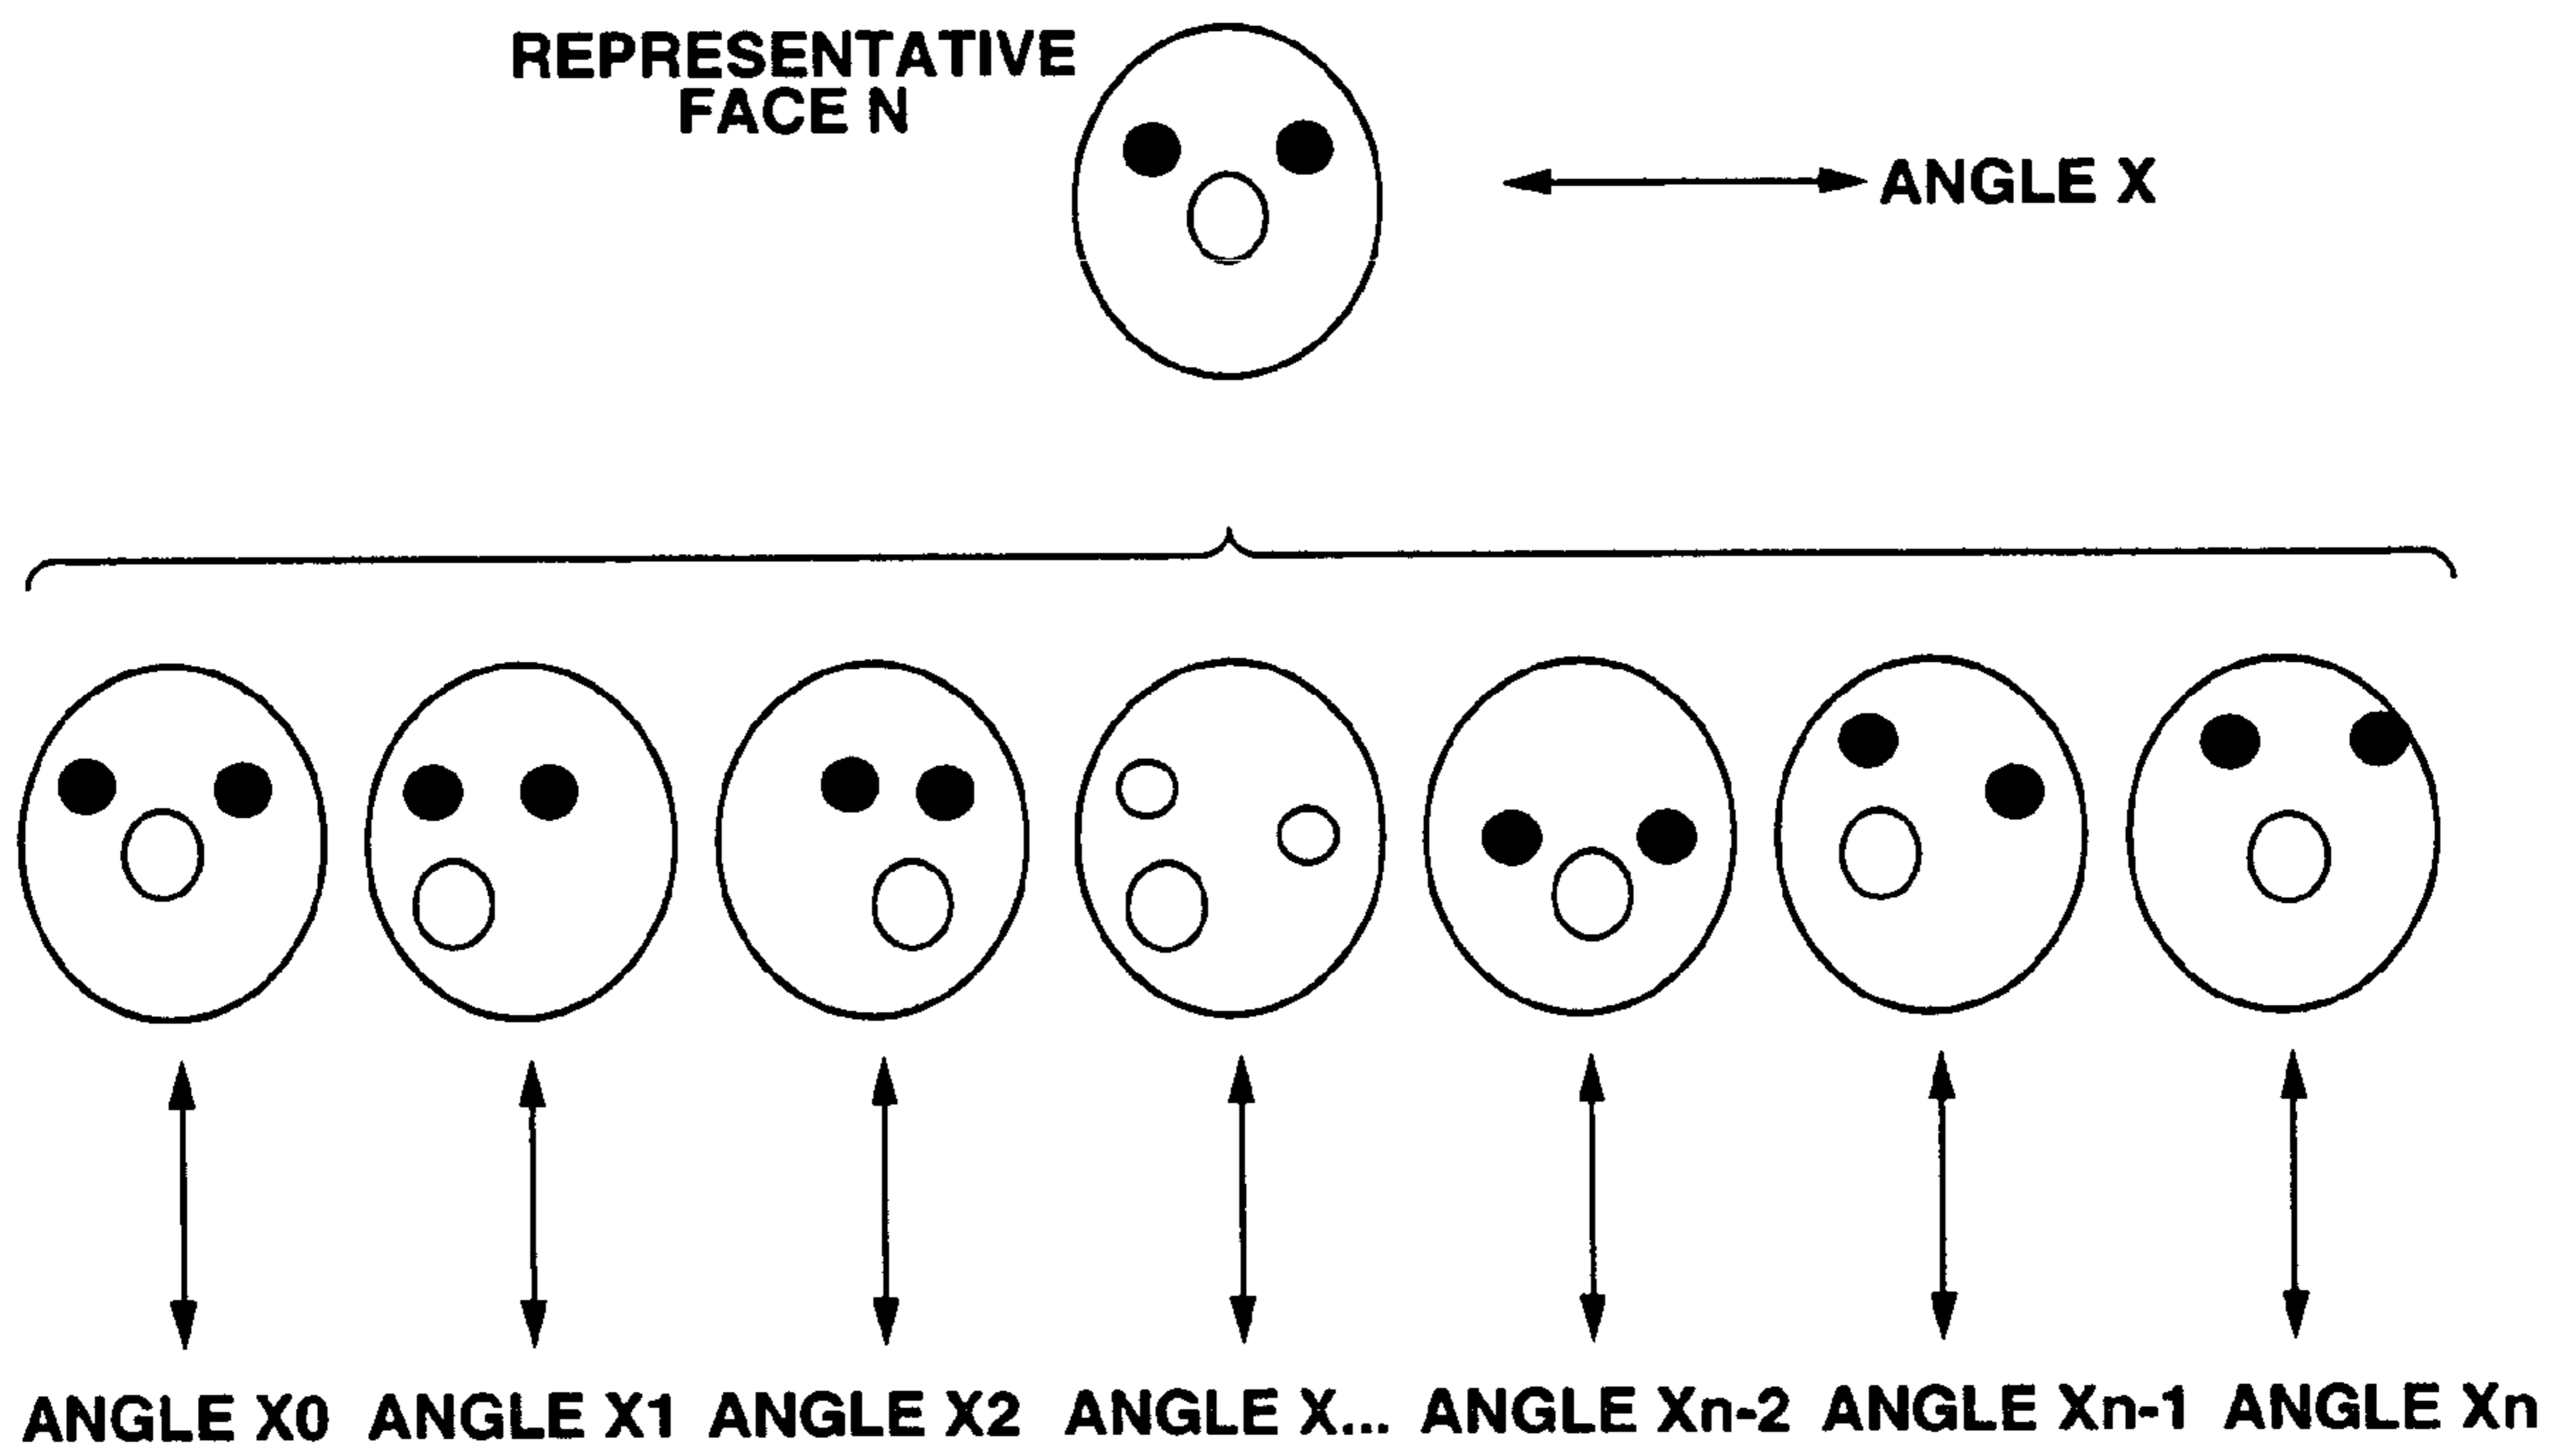 REPRESENTATIVE
FACE N
ANGLE X
ANGLE X0 ANGLE X1 ANGLE X2 ANGLE X... ANGLE Xn-2 ANGLE Xn-1 ANGLE Xn